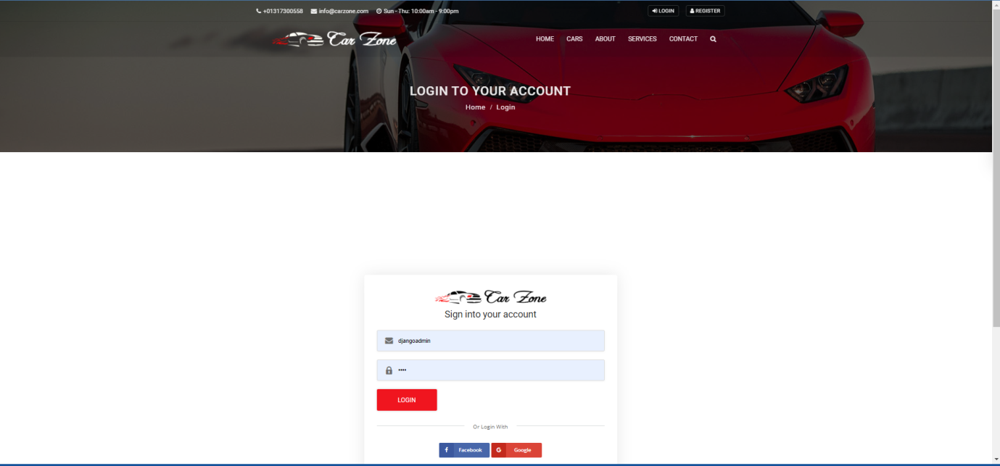 +01317300558 info@carzone.com Sun - Thu: 10:00am - 9:00pm LOGIN REGISTER
Car Zone HOME CARS ABOUT SERVICES CONTACT
LOGIN TO YOUR ACCOUNT
Home / Login
Car Zone
Sign into your account
djangoadmin
••••
LOGIN
Or Login With
f Facebook G Google